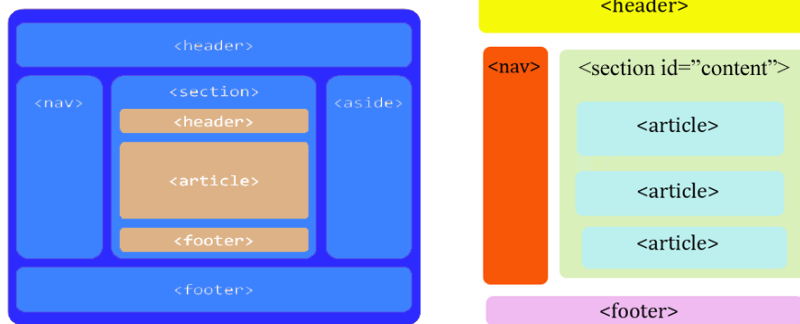 <header>
<nav>
<section>
<aside>
<header>
<article>
<footer>
<footer>
<header>
<nav>
<section id=”content”>
<article>
<article>
<article>
<footer>